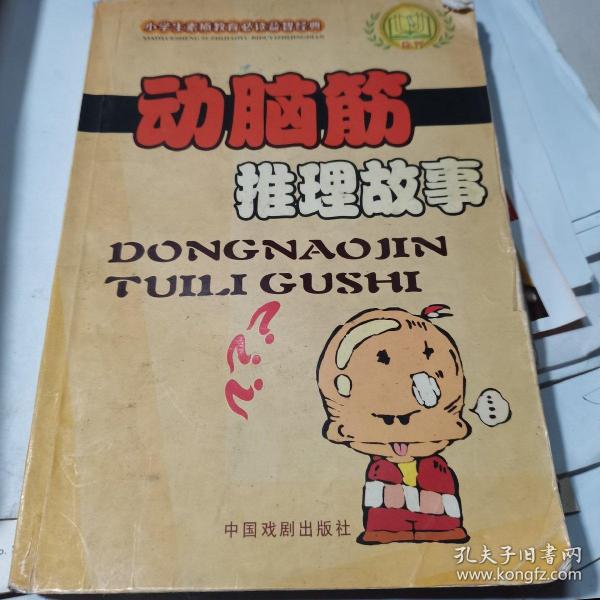 小学生素质教育必读益智经典
动脑筋
推理故事
DONGNAOJIN
TUILI GUSHI
中国戏剧出版社
孔夫子旧书网
www.kongfz.com